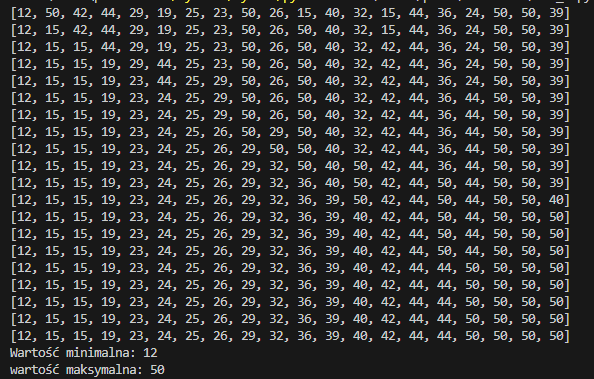 [12, 50, 42, 44, 29, 19, 25, 23, 50, 26, 15, 40, 32, 15, 44, 36, 24, 50, 50, 39]
[12, 15, 42, 44, 29, 19, 25, 23, 50, 26, 50, 40, 32, 15, 44, 36, 24, 50, 50, 39]
[12, 15, 15, 44, 29, 19, 25, 23, 50, 26, 50, 40, 32, 42, 44, 36, 24, 50, 50, 39]
[12, 15, 15, 19, 29, 44, 25, 23, 50, 26, 50, 40, 32, 42, 44, 36, 24, 50, 50, 39]
[12, 15, 15, 19, 23, 44, 25, 29, 50, 26, 50, 40, 32, 42, 44, 36, 24, 50, 50, 39]
[12, 15, 15, 19, 23, 24, 25, 29, 50, 26, 50, 40, 32, 42, 44, 36, 44, 50, 50, 39]
[12, 15, 15, 19, 23, 24, 25, 29, 50, 26, 50, 40, 32, 42, 44, 36, 44, 50, 50, 39]
[12, 15, 15, 19, 23, 24, 25, 26, 50, 29, 50, 40, 32, 42, 44, 36, 44, 50, 50, 39]
[12, 15, 15, 19, 23, 24, 25, 26, 29, 50, 50, 40, 32, 42, 44, 36, 44, 50, 50, 39]
[12, 15, 15, 19, 23, 24, 25, 26, 29, 32, 50, 40, 50, 42, 44, 36, 44, 50, 50, 39]
[12, 15, 15, 19, 23, 24, 25, 26, 29, 32, 36, 40, 50, 42, 44, 50, 44, 50, 50, 39]
[12, 15, 15, 19, 23, 24, 25, 26, 29, 32, 36, 39, 50, 42, 44, 50, 44, 50, 50, 40]
[12, 15, 15, 19, 23, 24, 25, 26, 29, 32, 36, 39, 40, 42, 44, 50, 44, 50, 50, 50]
[12, 15, 15, 19, 23, 24, 25, 26, 29, 32, 36, 39, 40, 42, 44, 50, 44, 50, 50, 50]
[12, 15, 15, 19, 23, 24, 25, 26, 29, 32, 36, 39, 40, 42, 44, 50, 44, 50, 50, 50]
[12, 15, 15, 19, 23, 24, 25, 26, 29, 32, 36, 39, 40, 42, 44, 44, 50, 50, 50, 50]
[12, 15, 15, 19, 23, 24, 25, 26, 29, 32, 36, 39, 40, 42, 44, 44, 50, 50, 50, 50]
[12, 15, 15, 19, 23, 24, 25, 26, 29, 32, 36, 39, 40, 42, 44, 44, 50, 50, 50, 50]
[12, 15, 15, 19, 23, 24, 25, 26, 29, 32, 36, 39, 40, 42, 44, 44, 50, 50, 50, 50]
[12, 15, 15, 19, 23, 24, 25, 26, 29, 32, 36, 39, 40, 42, 44, 44, 50, 50, 50, 50]
Wartość minimalna: 12
wartość maksymalna: 50